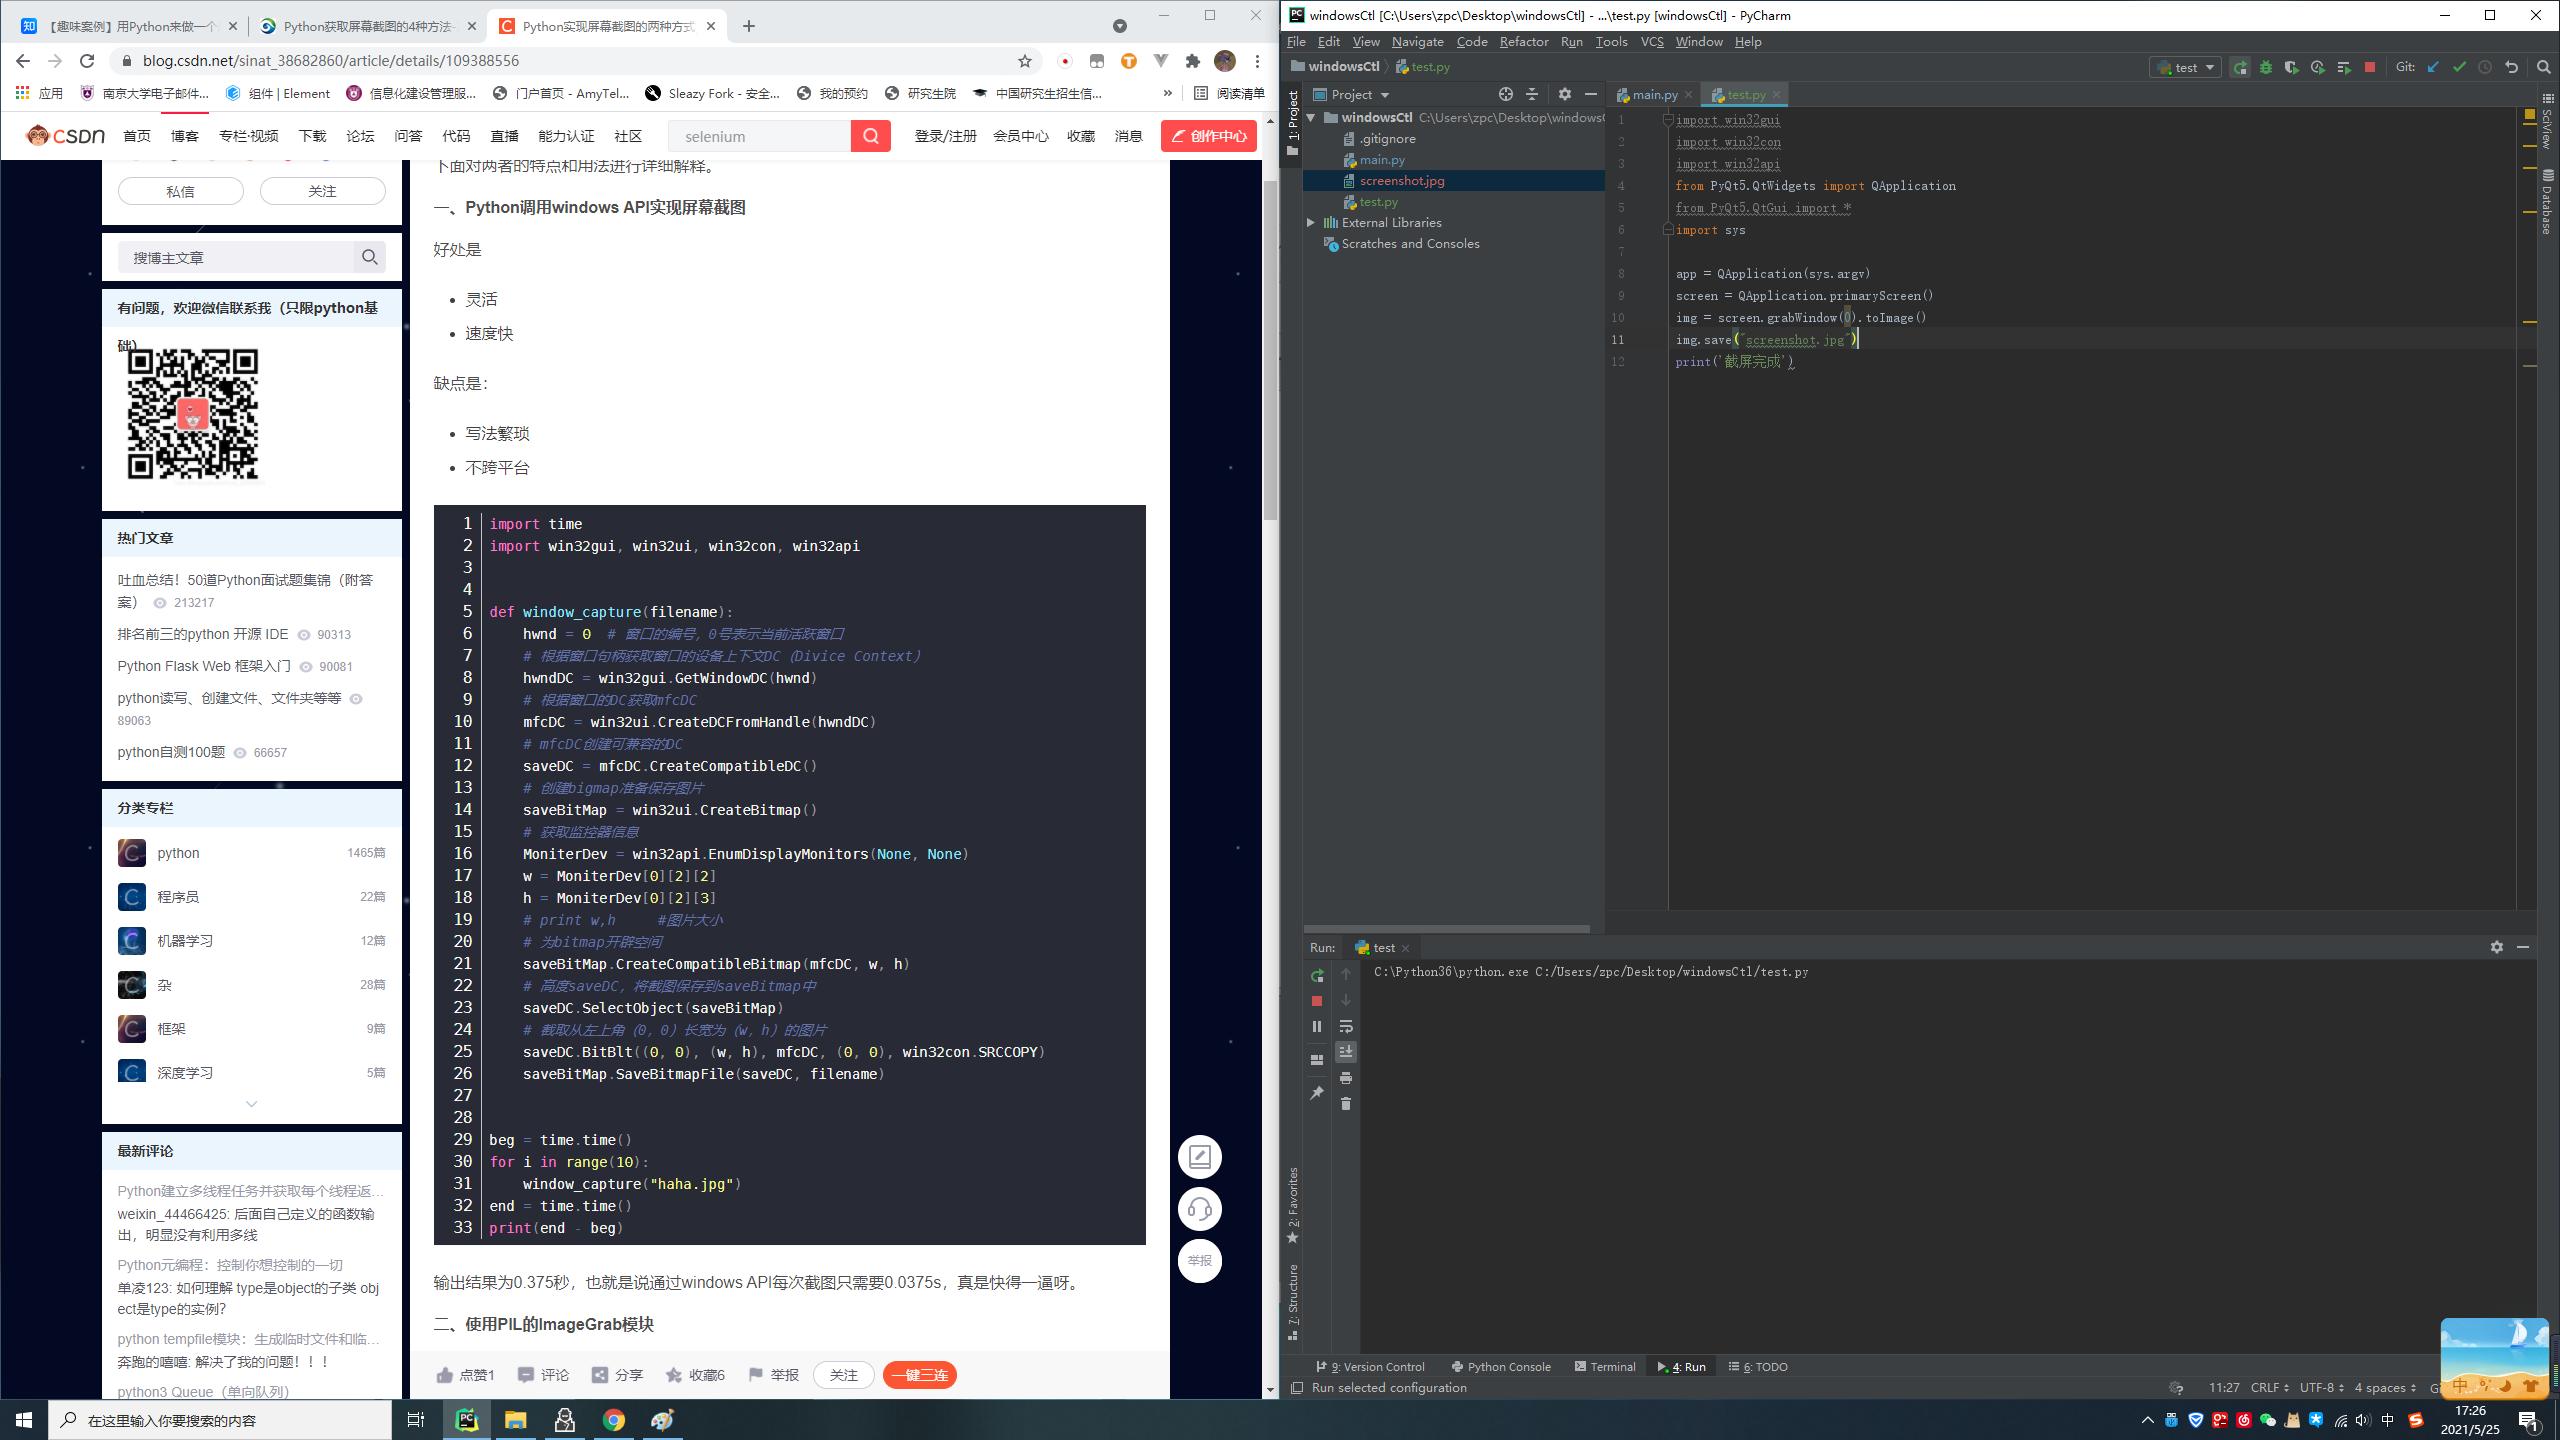 【趣味案例】用Python来做一个
Python获取屏幕截图的4种方法-
Python实现屏幕截图的两种方式
blog.csdn.net/sinat_38682860/article/details/109388556
应用
南京大学电子邮件...
组件 | Element
信息化建设管理服...
门户首页 - AmyTel...
Sleazy Fork - 安全...
我的预约
研究生院
中国研究生招生信...
»
阅读清单
CSDN 首页 博客 专栏·视频 下载 论坛 问答 代码 直播 能力认证 社区
selenium
登录/注册 会员中心 收藏 消息 创作中心
私信 关注
搜博主文章
有问题，欢迎微信联系我（只限python基
础）
热门文章
吐血总结！50道Python面试题集锦（附答
案） 213217
排名前三的python 开源 IDE 90313
Python Flask Web 框架入门 90081
python读写、创建文件、文件夹等等
89063
python自测100题 66657
分类专栏
python 1465篇
程序员 22篇
机器学习 12篇
杂 28篇
框架 9篇
深度学习 5篇
最新评论
Python建立多线程任务并获取每个线程返...
weixin_44466425: 后面自己定义的函数输
出，明显没有利用多线
Python元编程：控制你想控制的一切
单凌123: 如何理解 type是object的子类 obj
ect是type的实例?
python tempfile模块：生成临时文件和临...
奔跑的嘻嘻: 解决了我的问题！！！
python3 Queue（单向队列）
下面对两者的特点和用法进行详细解释。
一、Python调用windows API实现屏幕截图
好处是
• 灵活
• 速度快
缺点是：
• 写法繁琐
• 不跨平台
1 import time
2 import win32gui, win32ui, win32con, win32api
3
4
5 def window_capture(filename):
6 hwnd = 0 # 窗口的编号，0号表示当前活跃窗口
7 # 根据窗口句柄获取窗口的设备上下文DC（Divice Context）
8 hwndDC = win32gui.GetWindowDC(hwnd)
9 # 根据窗口的DC获取mfcDC
10 mfcDC = win32ui.CreateDCFromHandle(hwndDC)
11 # mfcDC创建可兼容的DC
12 saveDC = mfcDC.CreateCompatibleDC()
13 # 创建bigmap准备保存图片
14 saveBitMap = win32ui.CreateBitmap()
15 # 获取监控器信息
16 MoniterDev = win32api.EnumDisplayMonitors(None, None)
17 w = MoniterDev[0][2][2]
18 h = MoniterDev[0][2][3]
19 # print w,h #图片大小
20 # 为bitmap开辟空间
21 saveBitMap.CreateCompatibleBitmap(mfcDC, w, h)
22 # 高度saveDC，将截图保存到saveBitmap中
23 saveDC.SelectObject(saveBitMap)
24 # 截取从左上角（0，0）长宽为（w，h）的图片
25 saveDC.BitBlt((0, 0), (w, h), mfcDC, (0, 0), win32con.SRCCOPY)
26 saveBitMap.SaveBitmapFile(saveDC, filename)
27
28
29 beg = time.time()
30 for i in range(10):
31 window_capture("haha.jpg")
32 end = time.time()
33 print(end - beg)
输出结果为0.375秒，也就是说通过windows API每次截图只需要0.0375s，真是快得一逼呀。
二、使用PIL的ImageGrab模块
点赞1 评论 分享 收藏6 举报 关注 一键三连
举报
windowsCtl [C:\Users\zpc\Desktop\windowsCtl] - ...\test.py [windowsCtl] - PyCharm
File Edit View Navigate Code Refactor Run Tools VCS Window Help
windowsCtl test.py
test
Git:
1: Project
Project
windowsCtl C:\Users\zpc\Desktop\windowsC
.gitignore
main.py
screenshot.jpg
test.py
External Libraries
Scratches and Consoles
main.py test.py
1 import win32gui
2 import win32con
3 import win32api
4 from PyQt5.QtWidgets import QApplication
5 from PyQt5.QtGui import *
6 import sys
7
8 app = QApplication(sys.argv)
9 screen = QApplication.primaryScreen()
10 img = screen.grabWindow(0).toImage()
11 img.save("screenshot.jpg")
12 print('截屏完成')
SciView
Database
Run: test
C:\Python36\python.exe C:/Users/zpc/Desktop/windowsCtl/test.py
2: Favorites
7: Structure
9: Version Control Python Console Terminal 4: Run 6: TODO
Run selected configuration
11:27 CRLF UTF-8 4 spaces
中
在这里输入你要搜索的内容
中
17:26
2021/5/25
1